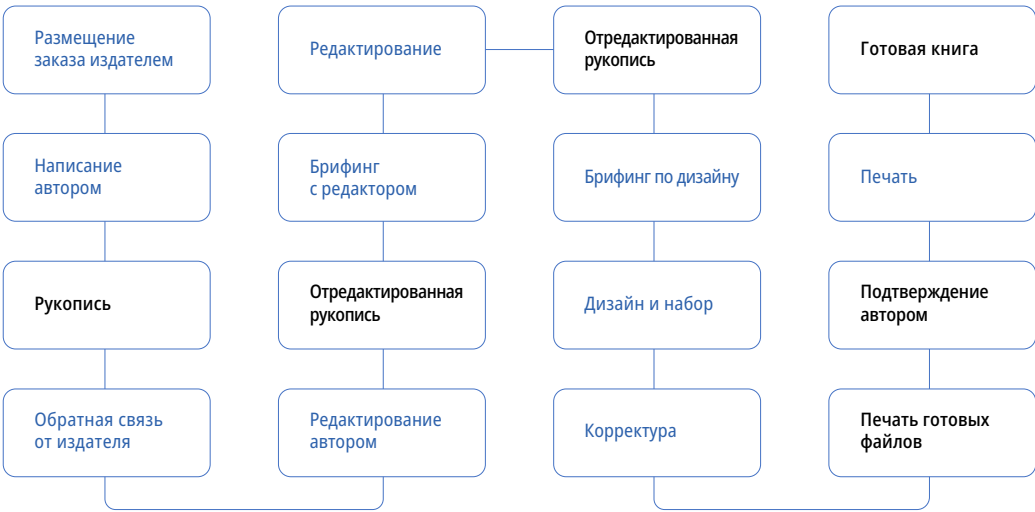 Размещение
заказа издателем
Написание
автором
Рукопись
Обратная связь
от издателя
Редактирование
Брифинг
с редактором
Отредактированная
рукопись
Редактирование
автором
Отредактированная
рукопись
Брифинг по дизайну
Дизайн и набор
Корректура
Готовая книга
Печать
Подтверждение
автором
Печать готовых
файлов